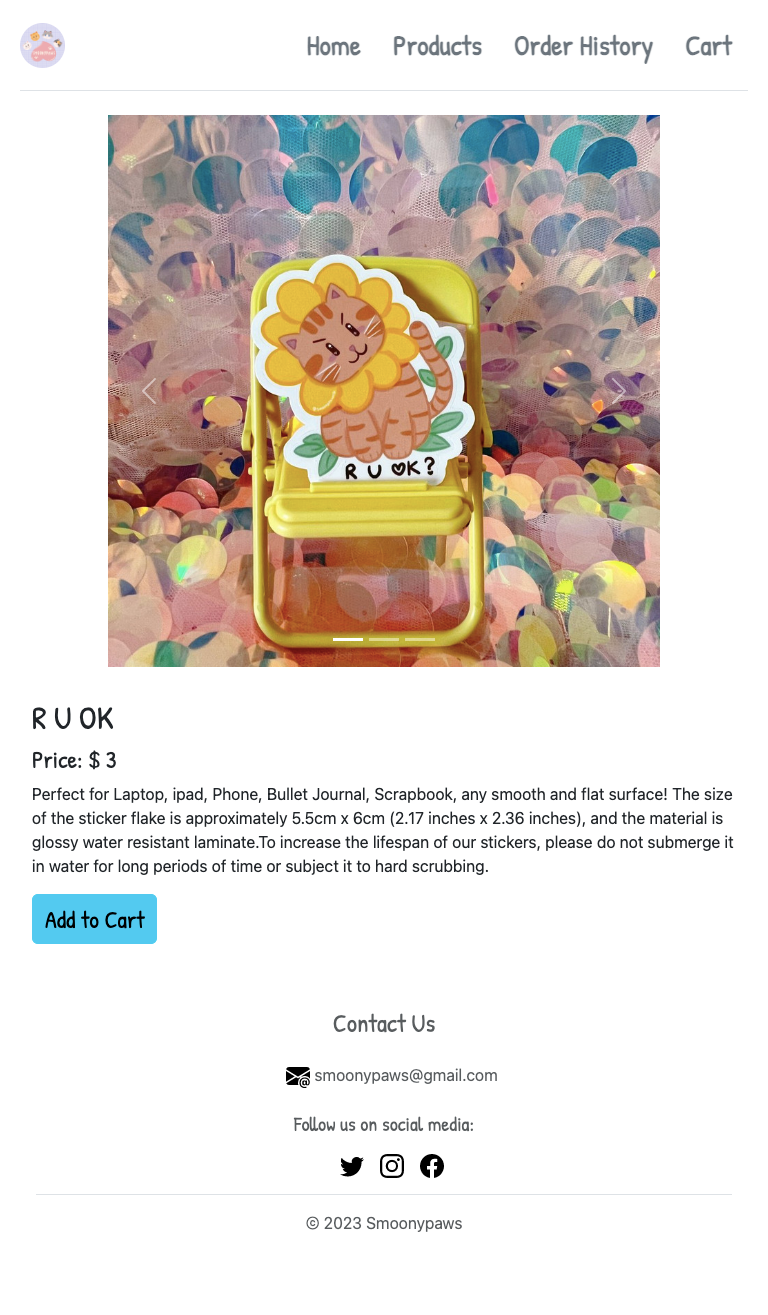 Home Products Order History Cart
R U OK?
R U OK
Price: $ 3
Perfect for Laptop, ipad, Phone, Bullet Journal, Scrapbook, any smooth and flat surface! The size
of the sticker flake is approximately 5.5cm x 6cm (2.17 inches x 2.36 inches), and the material is
glossy water resistant laminate.To increase the lifespan of our stickers, please do not submerge it
in water for long periods of time or subject it to hard scrubbing.
Add to Cart
Contact Us
smoonypaws@gmail.com
Follow us on social media:
© 2023 Smoonypaws